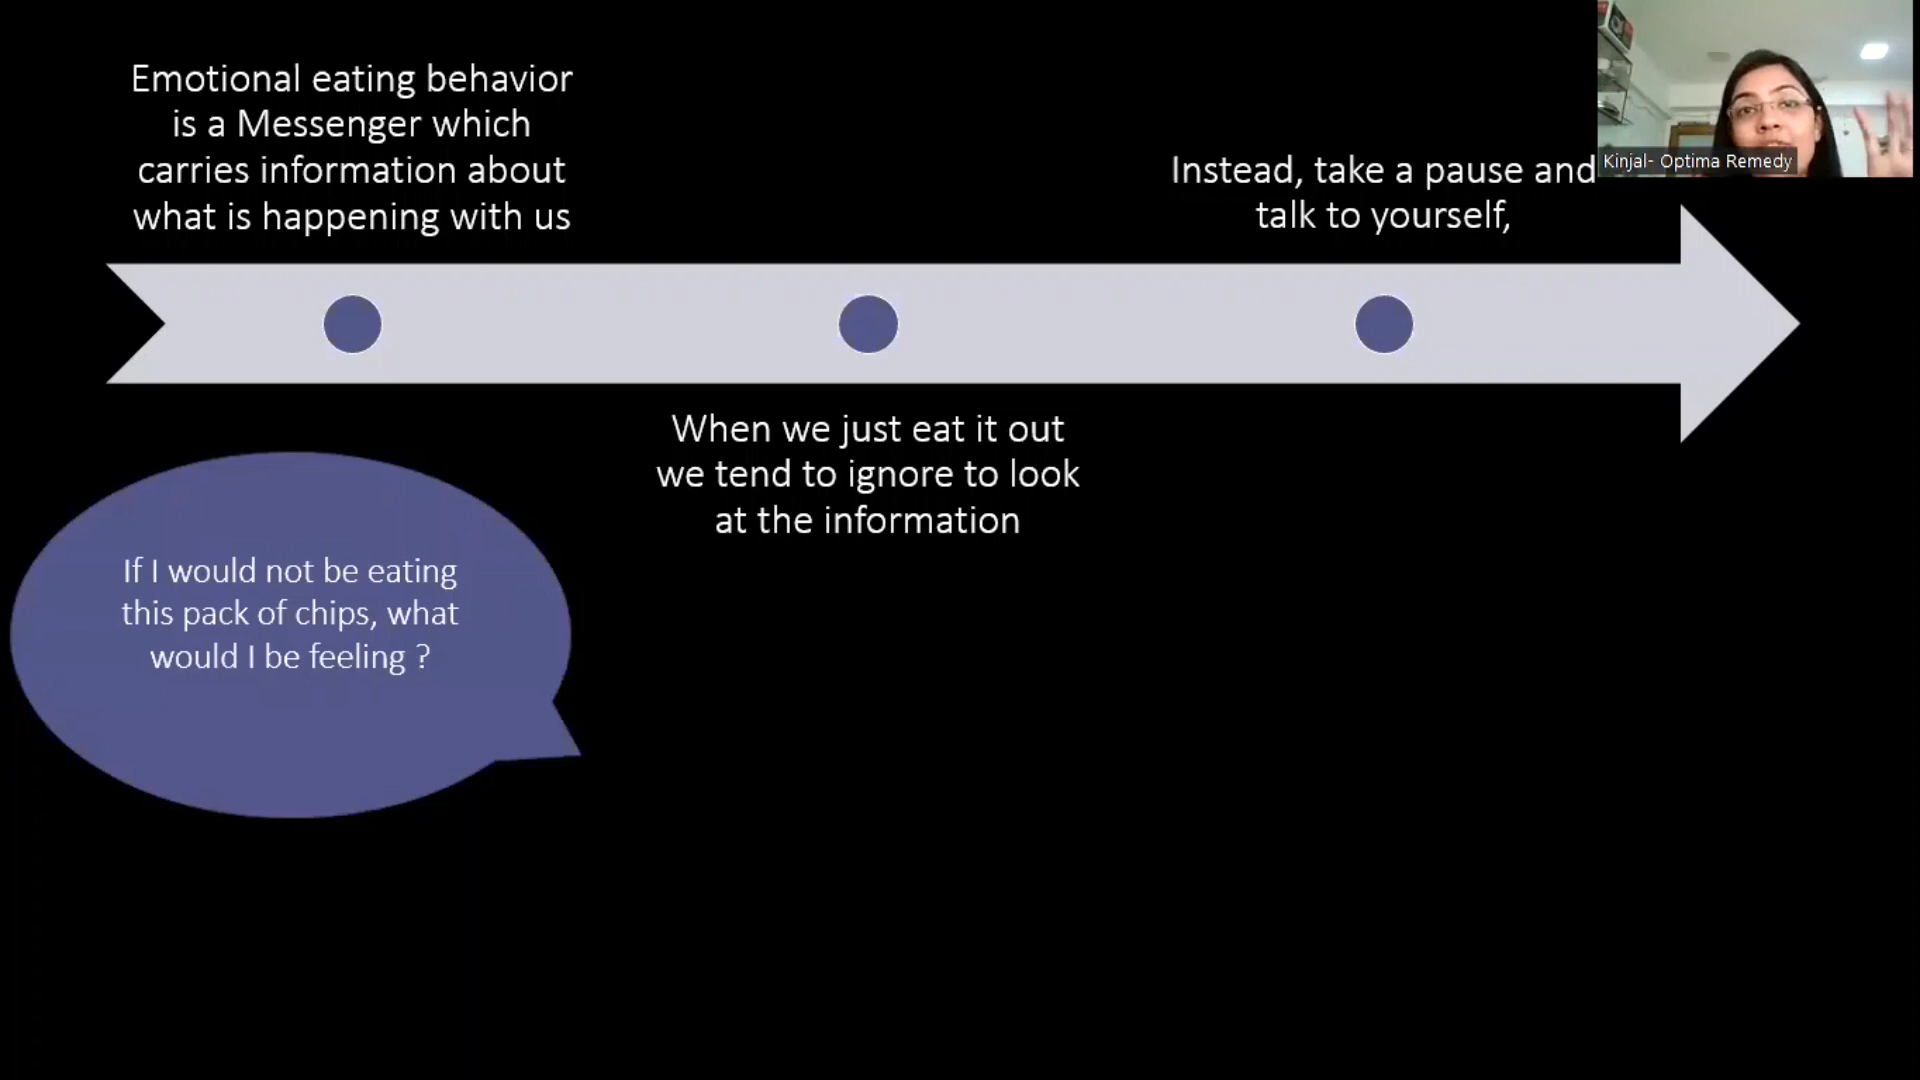 Emotional eating behavior
is a Messenger which
carries information about
what is happening with us
When we just eat it out
we tend to ignore to look
at the information
Instead, take a pause and
talk to yourself,
Kinjal- Optima Remedy
If I would not be eating
this pack of chips, what
would I be feeling ?